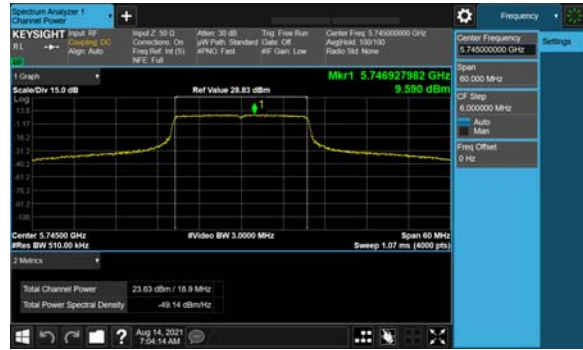 Spectrum Analyzer 1
Channel Power
Frequency
KEYSIGHT
Input: RF
Coupling: DC
Align: Auto
Input Z: 50 Ω
Corrections: On
Freq Ref: Int (S)
NFE: Full
Atten: 30 dB
µW Path: Standard
#PNO: Fast
Trig: Free Run
Gate: Off
#IF Gain: Low
Center Freq: 5.745000000 GHz
Avg|Hold: 100/100
Radio Std: None
RL
Center Frequency
5.745000000 GHz
Settings
Span
60.000 MHz
CF Step
6.000000 MHz
Auto
Man
Freq Offset
0 Hz
1 Graph
Mkr1 5.746927982 GHz
Scale/Div 15.0 dB
Ref Value 28.83 dBm
9.590 dBm
Log
13.8
-1.17
-16.2
-31.2
-46.2
-61.2
-76.2
-91.2
-106
1
Center 5.74500 GHz
#Video BW 3.0000 MHz
Span 60 MHz
#Res BW 510.00 kHz
Sweep 1.07 ms (4000 pts)
2 Metrics
Total Channel Power
23.63 dBm / 18.9 MHz
Total Power Spectral Density
-49.14 dBm/Hz
?
Aug 14, 2021
7:04:14 AM